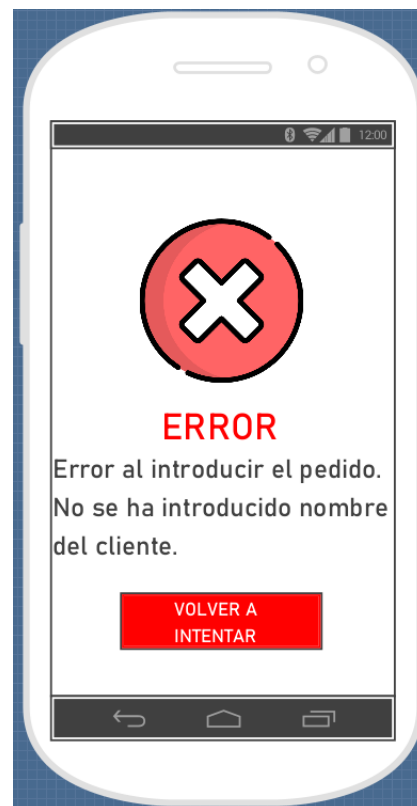 12:00
ERROR
Error al introducir el pedido.
No se ha introducido nombre
del cliente.
VOLVER A
INTENTAR